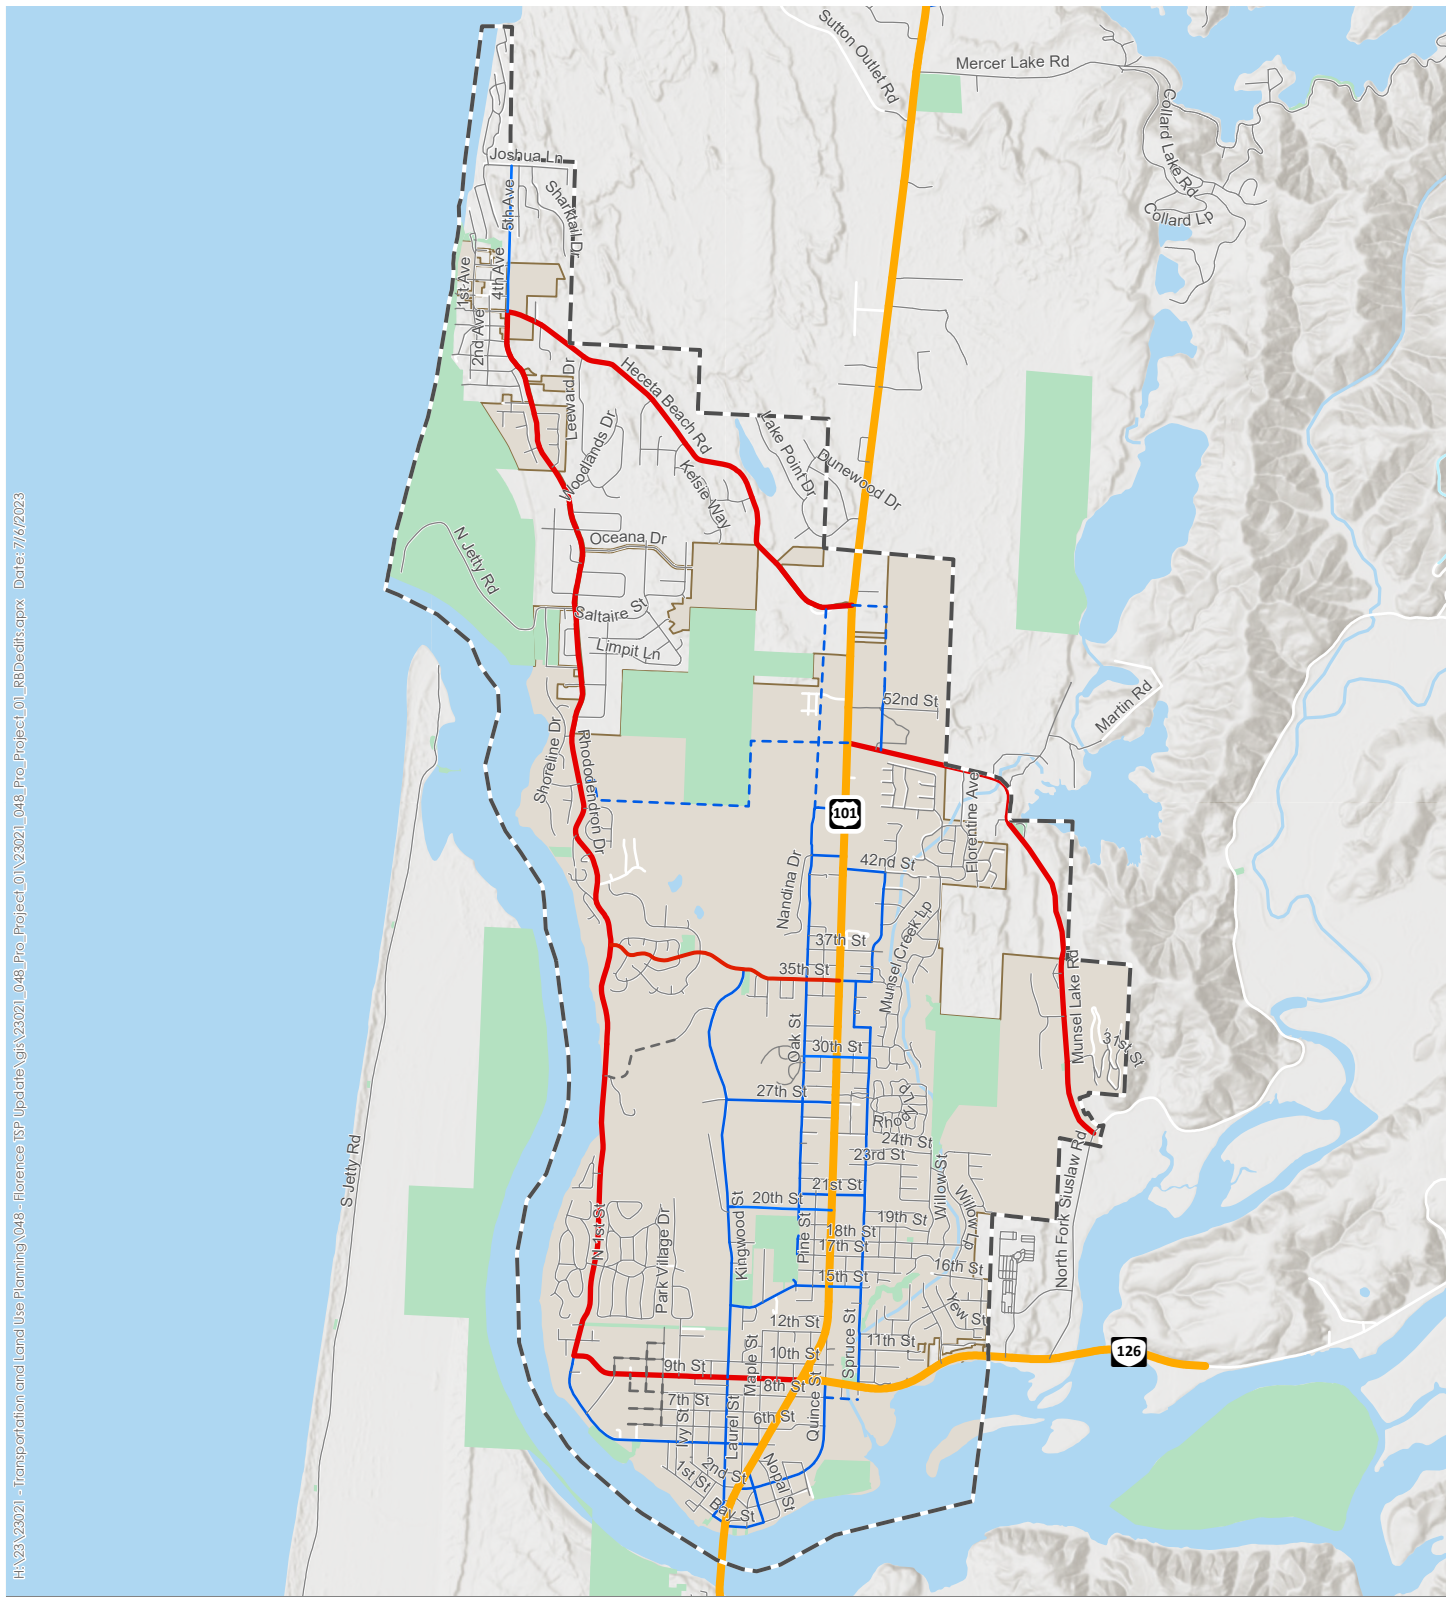 Sutton Outlet Rd
Mercer Lake Rd
Collard Lake Rd
Collard Lp
Joshua Ln
5th Ave
Sharktail Dr
4th Ave
1st Ave
2nd Ave
Leeward Dr
Heceta Beach Rd
Woodlands Dr
Lake Point Dr
Dunewood Dr
Kelsie Way
Oceana Dr
N Jetty Rd
Saltaire St
Limpit Ln
52nd St
Martin Rd
Shoreline Dr
Rhododendron Dr
Florentine Ave
101
42nd St
Nandina Dr
Munsel Creek Lp
37th St
35th St
Munsel Lake Rd
Oak St
30th St
31st St
27th St
Rhody Lp
24th St
23rd St
S Jetty Rd
21st St
20th St
Willow St
Willow Lp
19th St
18th St
17th St
Pine St
Kingwood St
N 1st St
Park Village Dr
16th St
15th St
North Fork Siuslaw Rd
Yew St
12th St
11th St
Spruce St
10th St
Maple St
126
9th St
8th St
7th St
6th St
Quince St
Ivy St
Laurel St
2nd St
1st St
Nopal St
Bay St
H:\23\23021 - Transportation and Land Use Planning\048 - Florence TSP Update\gis\23021_048_Pro_Project_01\23021_048_Pro_Project_01_RBDedits.aprx Date: 7/6/2023